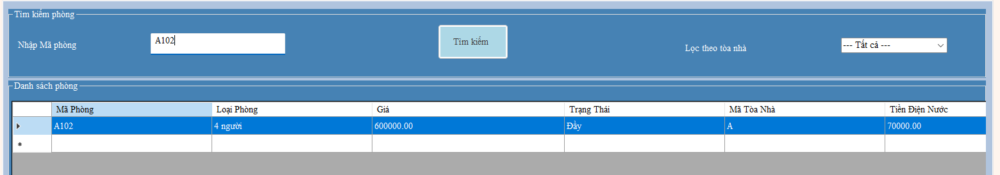 Tìm kiếm phòng
Nhập Mã phòng A102 Tìm kiếm Lọc theo tòa nhà --- Tất cả ---
Danh sách phòng
Mã Phòng Loại Phòng Giá Trạng Thái Mã Tòa Nhà Tiền Điện Nước
A102 4 người 600000.00 Đầy A 70000.00